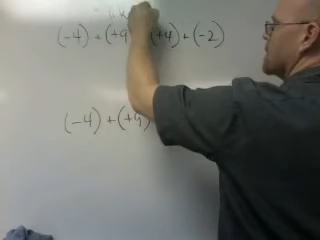 (-4) + (+9 (+4) + (-2)
(-4) + (+9)